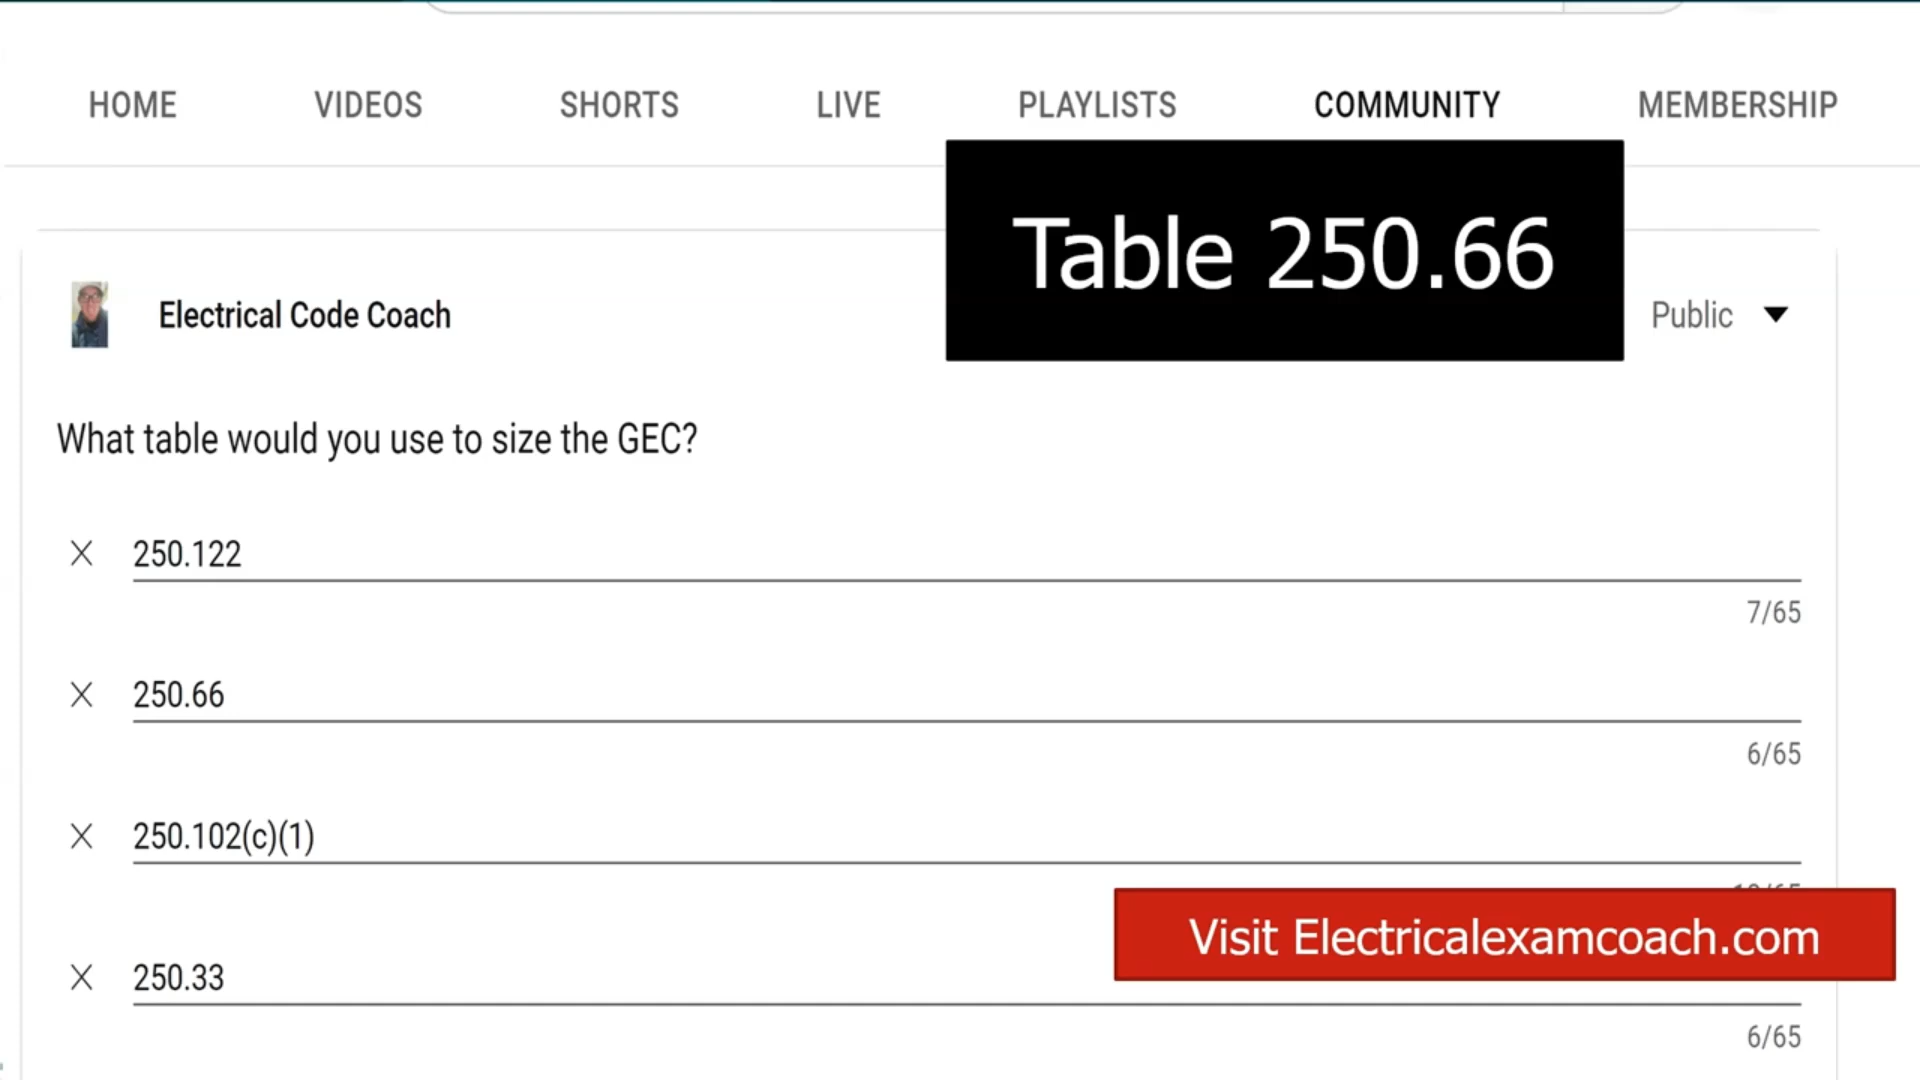 HOME VIDEOS SHORTS LIVE PLAYLISTS COMMUNITY MEMBERSHIP
Table 250.66
Electrical Code Coach
Public
What table would you use to size the GEC?
250.122
7/65
250.66
6/65
250.102(c)(1)
Visit Electricalexamcoach.com
250.33
6/65